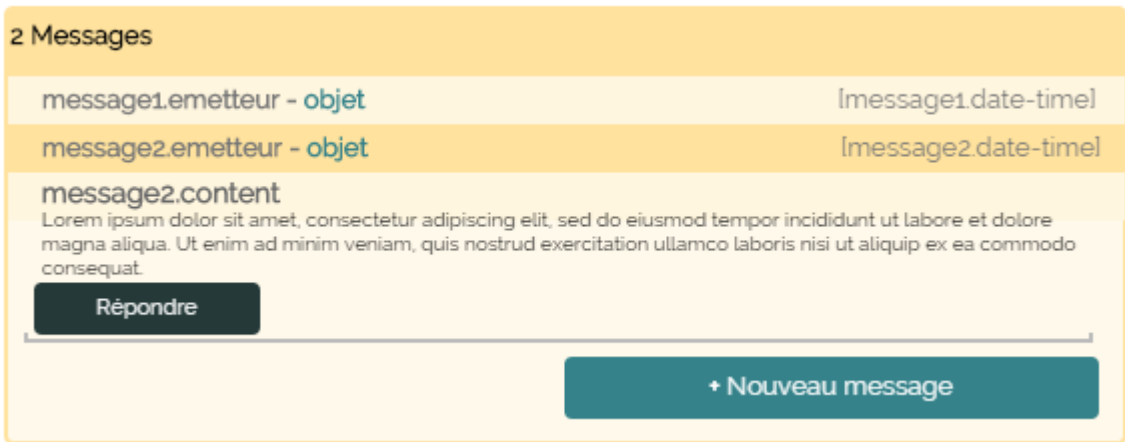 2 Messages
message1.emetteur - objet [message1.date-time]
message2.emetteur - objet [message2.date-time]
message2.content
Lorem ipsum dolor sit amet, consectetur adipiscing elit, sed do eiusmod tempor incididunt ut labore et dolore
magna aliqua. Ut enim ad minim veniam, quis nostrud exercitation ullamco laboris nisi ut aliquip ex ea commodo
consequat.
Répondre
+ Nouveau message